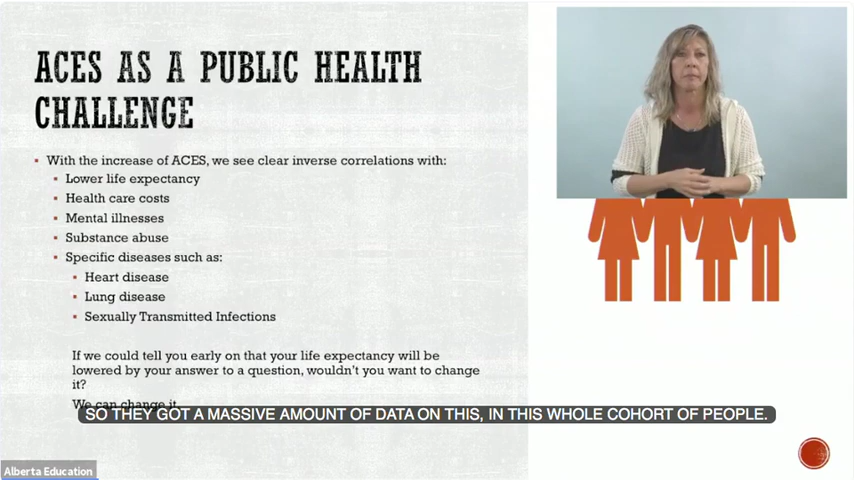 ACES AS A PUBLIC HEALTH
CHALLENGE
▪ With the increase of ACES, we see clear inverse correlations with:
▪ Lower life expectancy
▪ Health care costs
▪ Mental illnesses
▪ Substance abuse
▪ Specific diseases such as:
▪ Heart disease
▪ Lung disease
▪ Sexually Transmitted Infections
If we could tell you early on that your life expectancy will be
lowered by your answer to a question, wouldn't you want to change
it?
We can change it
SO THEY GOT A MASSIVE AMOUNT OF DATA ON THIS, IN THIS WHOLE COHORT OF PEOPLE.
Alberta Education